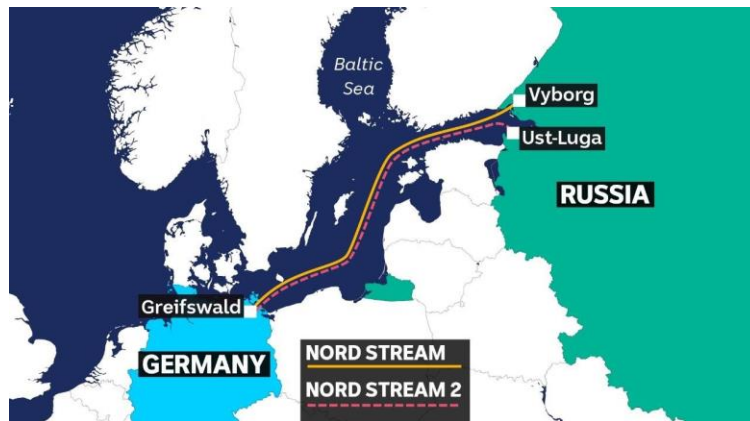 Baltic
Sea
Vyborg
Ust-Luga
RUSSIA
Greifswald
GERMANY
NORD STREAM
NORD STREAM 2